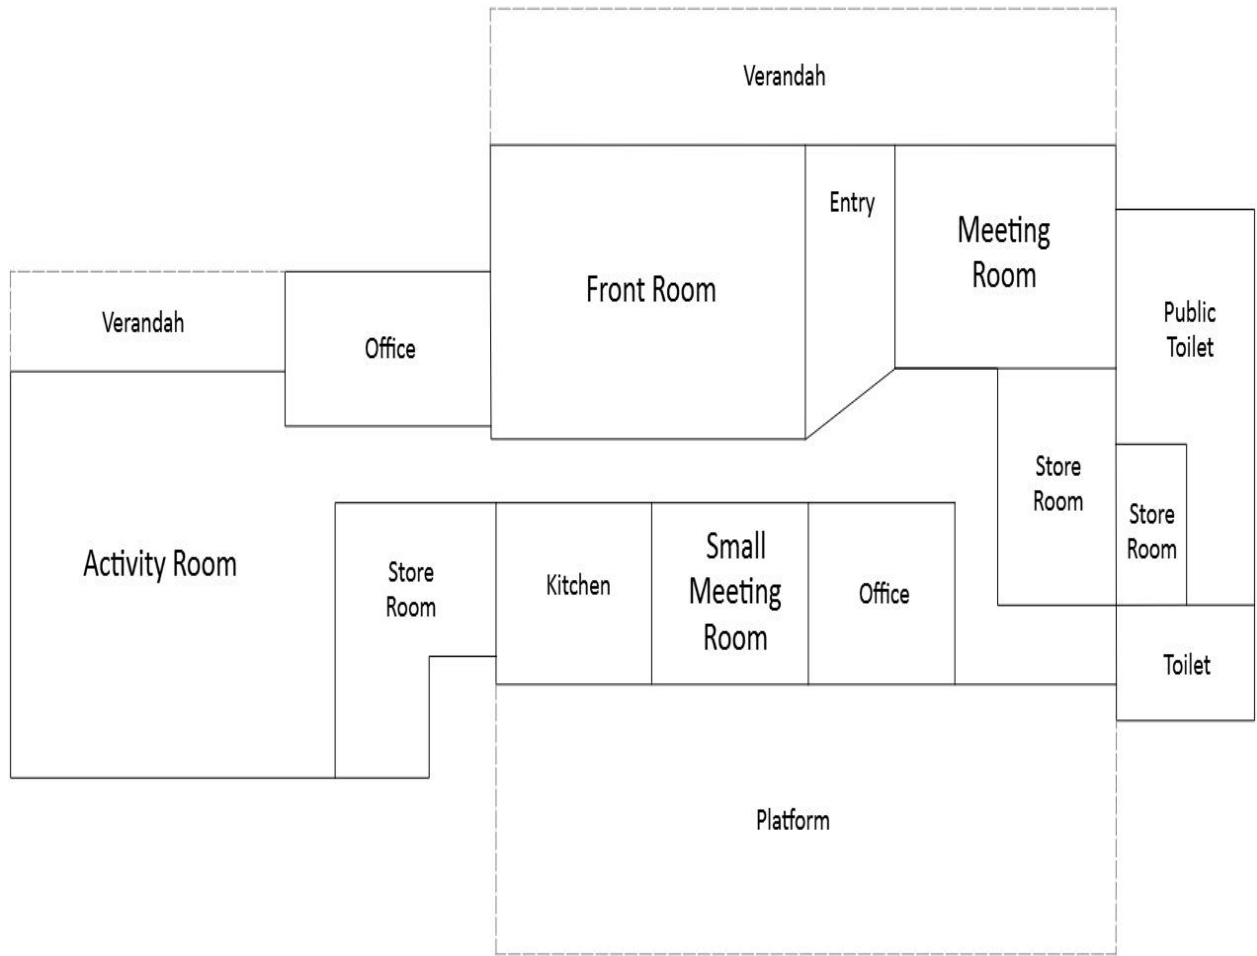 Verandah
Entry
Meeting
Room
Front Room
Public
Toilet
Verandah
Office
Store
Room
Store
Room
Activity Room
Store
Room
Kitchen
Small
Meeting
Room
Office
Toilet
Platform